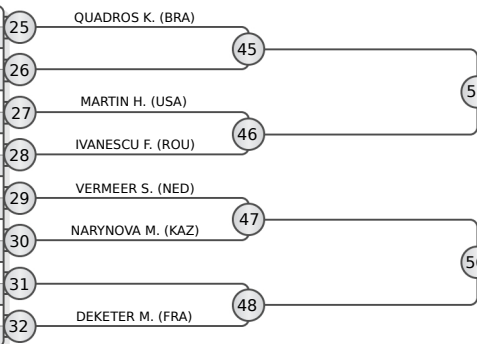 25
QUADROS K. (BRA)
45
26
27
MARTIN H. (USA)
46
28
IVANESCU F. (ROU)
29
VERMEER S. (NED)
47
30
NARYNOVA M. (KAZ)
31
48
32
DEKETER M. (FRA)